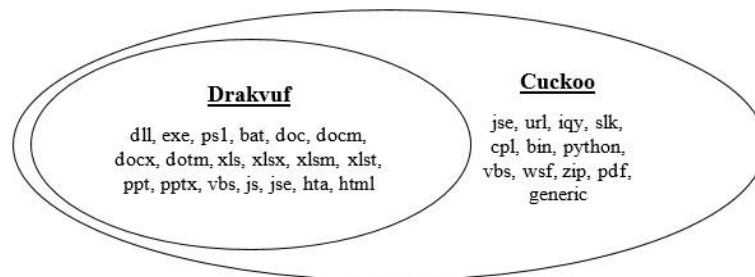 Drakvuf
dll, exe, ps1, bat, doc, docm,
docx, dotm, xls, xlsx, xlsm, xlst,
ppt, pptx, vbs, js, jse, hta, html
Cuckoo
jse, url, iqy, slk,
cpl, bin, python,
vbs, wsf, zip, pdf,
generic